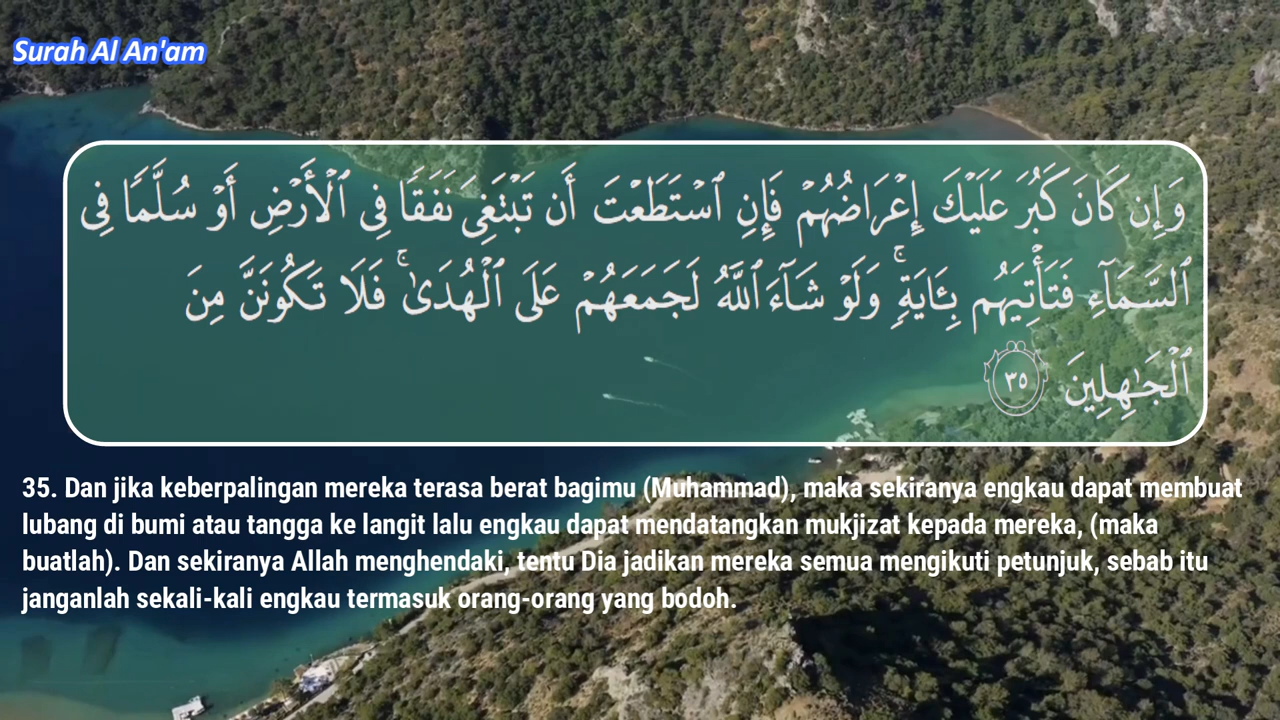 Surah Al An'am
وَإِن كَانَ كَبُرَ عَلَيْكَ إِعْرَاضُهُمْ فَإِنِ ٱسْتَطَعْتَ أَن تَبْتَغِىَ نَفَقًا فِى ٱلْأَرْضِ أَوْ سُلَّمًا فِى
ٱلسَّمَآءِ فَتَأْتِيَهُم بِـَٔايَةٍ ۚ وَلَوْ شَآءَ ٱللَّهُ لَجَمَعَهُمْ عَلَى ٱلْهُدَىٰ ۚ فَلَا تَكُونَنَّ مِنَ
ٱلْجَـٰهِلِينَ ٣٥
35. Dan jika keberpalingan mereka terasa berat bagimu (Muhammad), maka sekiranya engkau dapat membuat
lubang di bumi atau tangga ke langit lalu engkau dapat mendatangkan mukjizat kepada mereka, (maka
buatlah). Dan sekiranya Allah menghendaki, tentu Dia jadikan mereka semua mengikuti petunjuk, sebab itu
janganlah sekali-kali engkau termasuk orang-orang yang bodoh.